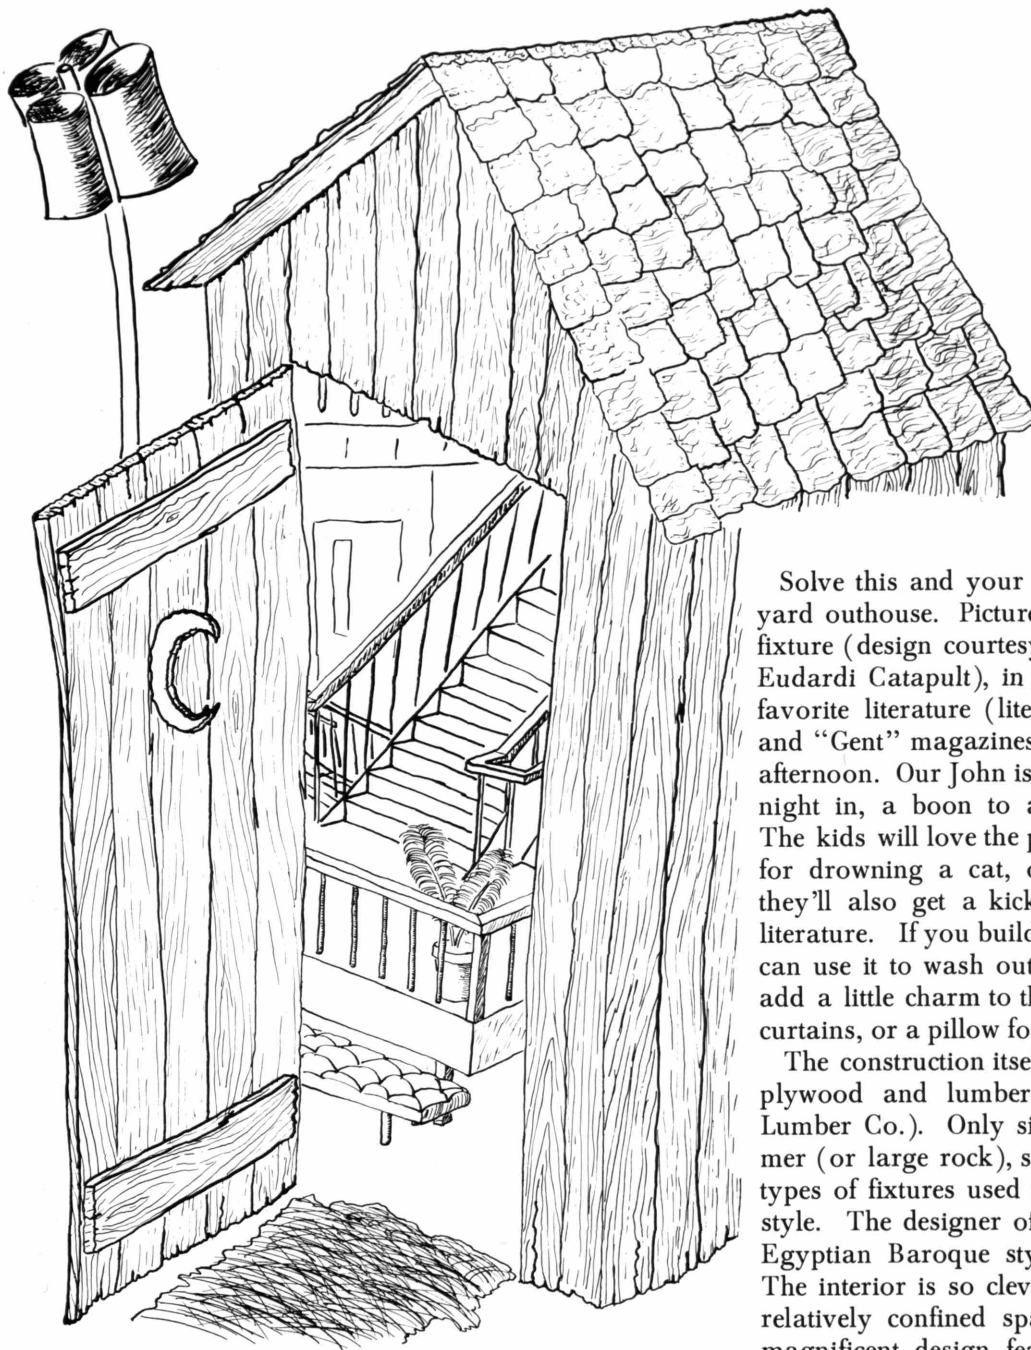 Solve this and your
yard outhouse. Picture
fixture (design courtesy
Eudardi Catapult), in
favorite literature (lite
and “Gent” magazines
afternoon. Our John is
night in, a boon to a
The kids will love the
for drowning a cat,
they’ll also get a kick
literature. If you build
can use it to wash out
add a little charm to th
curtains, or a pillow fo
The construction itse
plywood and lumber
Lumber Co.). Only si
mer (or large rock), s
types of fixtures used
style. The designer of
Egyptian Baroque sty
The interior is so clev
relatively confined spa
magnificent design fea